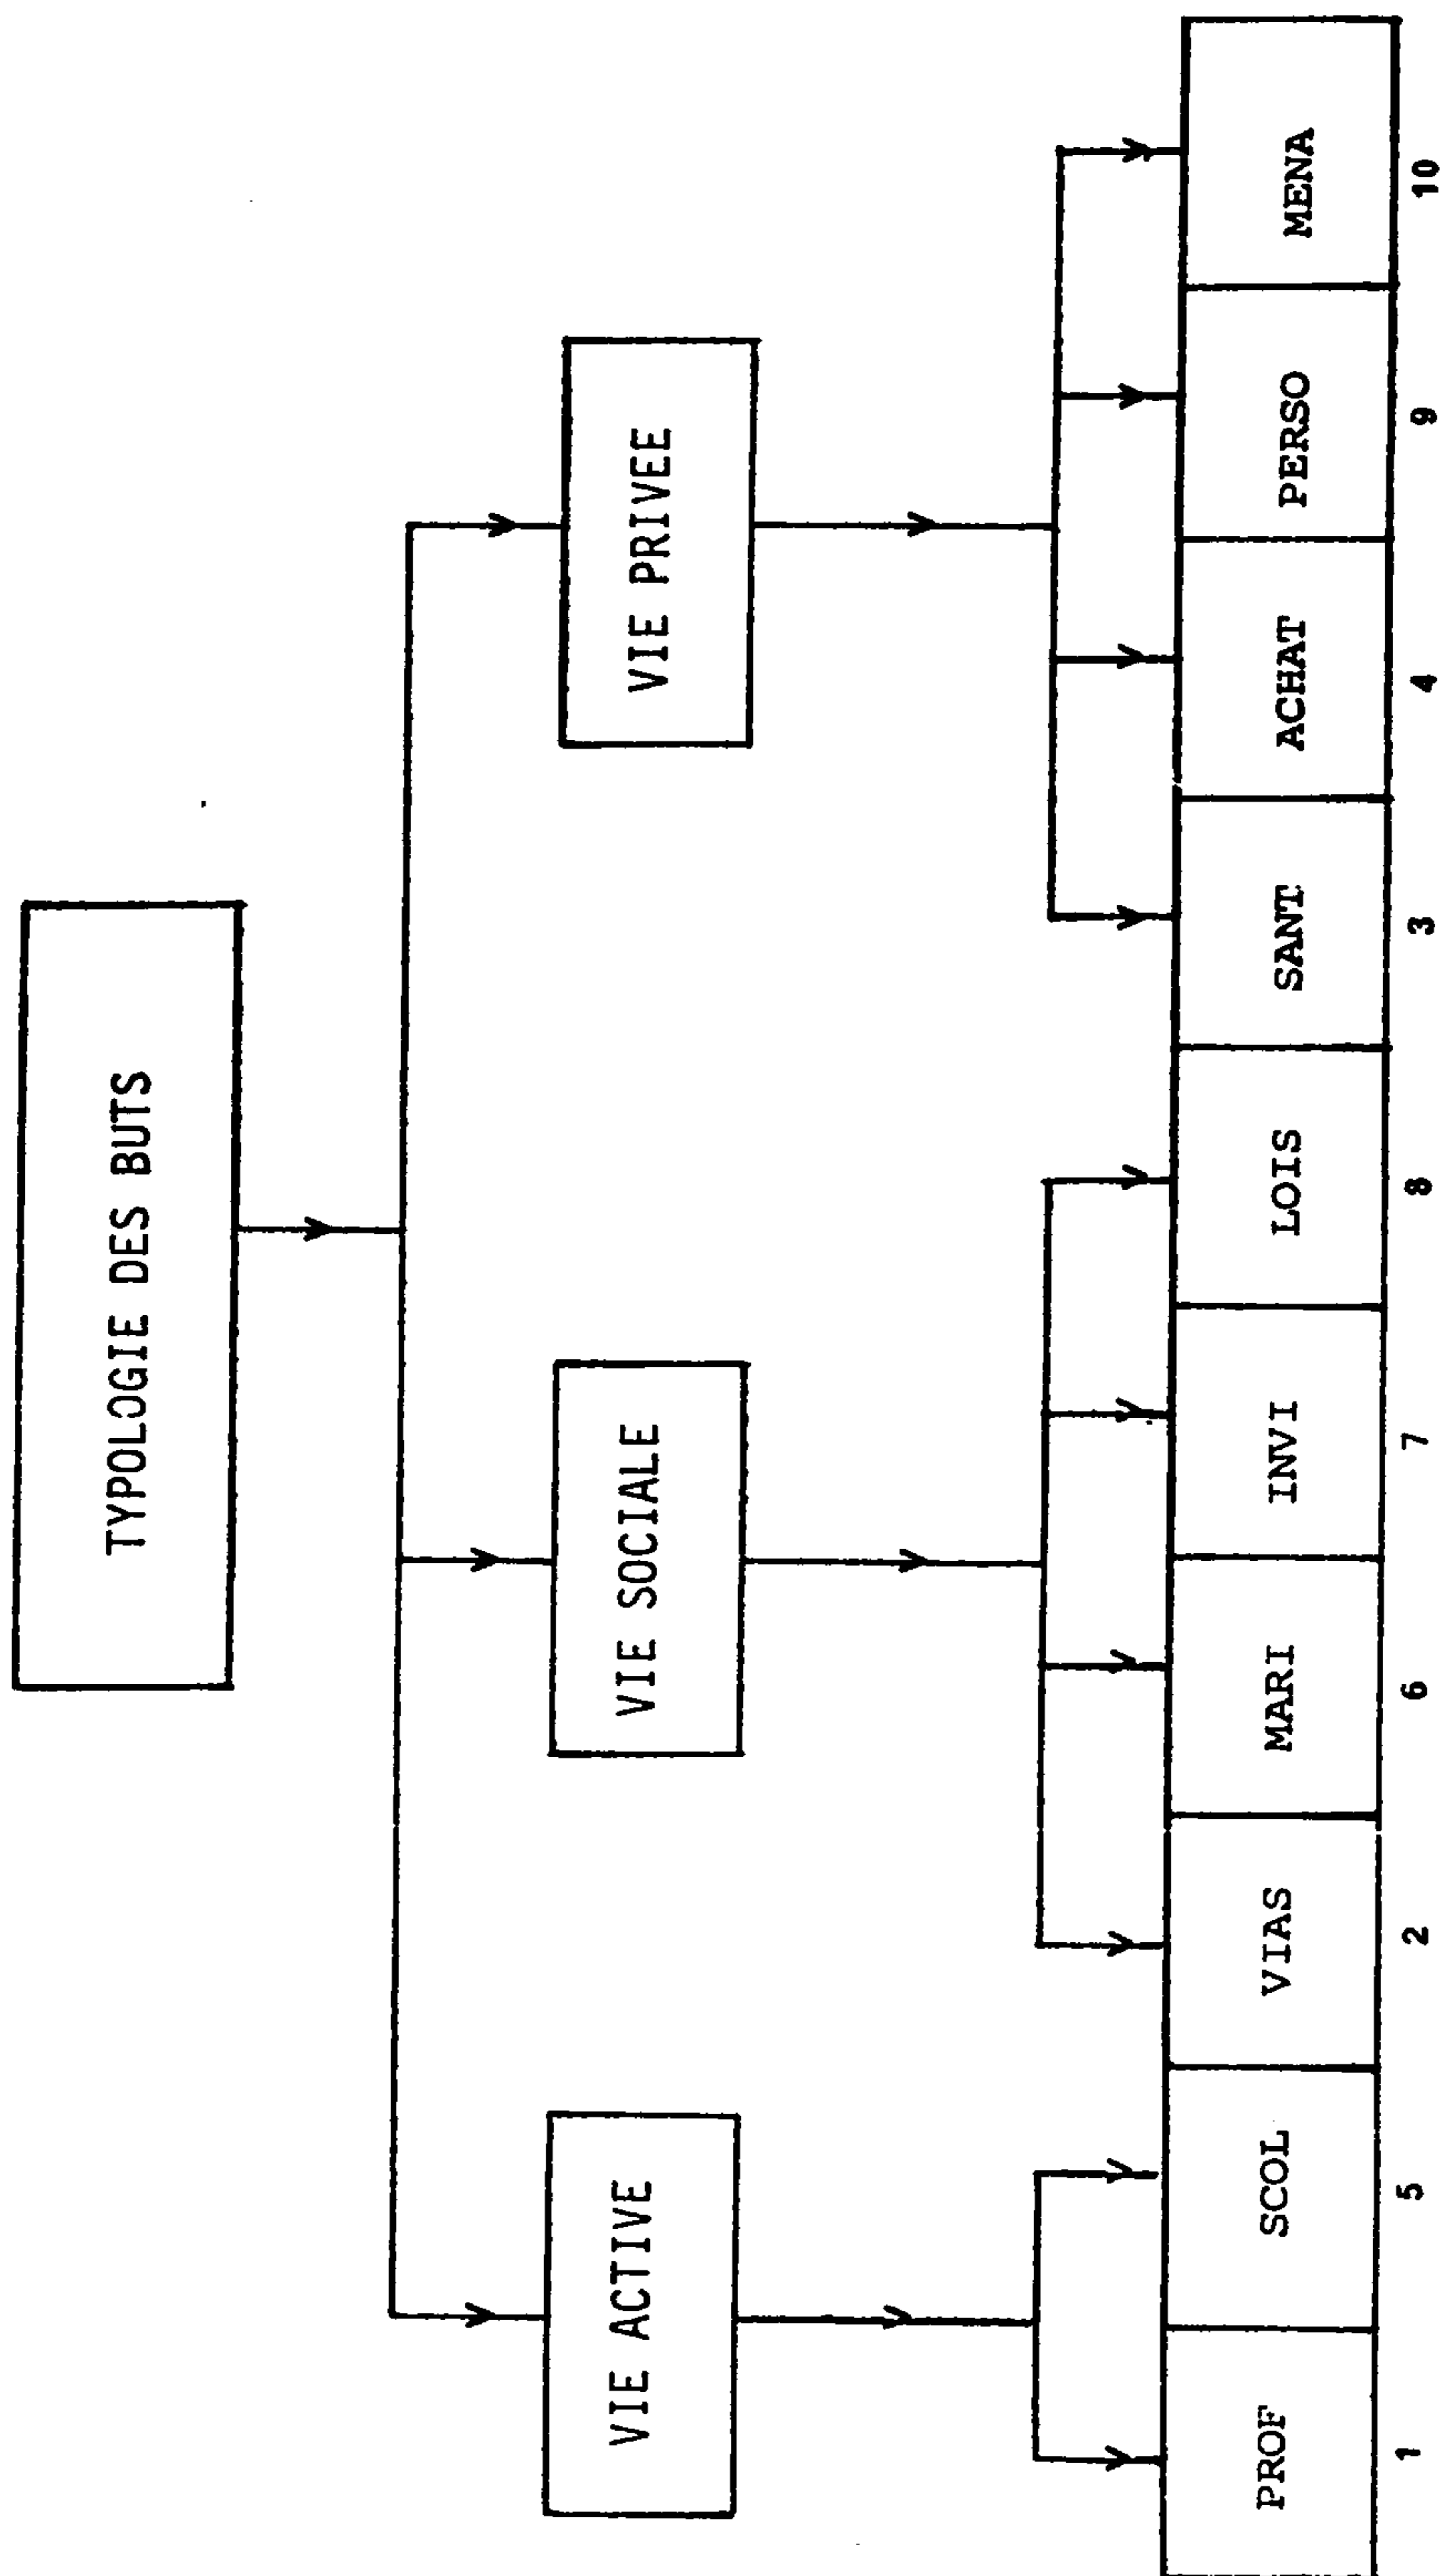 TYPOLOGIE DES BUTS
VIE ACTIVE
VIE SOCIALE
VIE PRIVEE
PROF
SCOL
VIAS
MARI
INVI
LOIS
SANT
ACHAT
PERSO
MENA
1
5
2
6
7
8
3
4
9
10